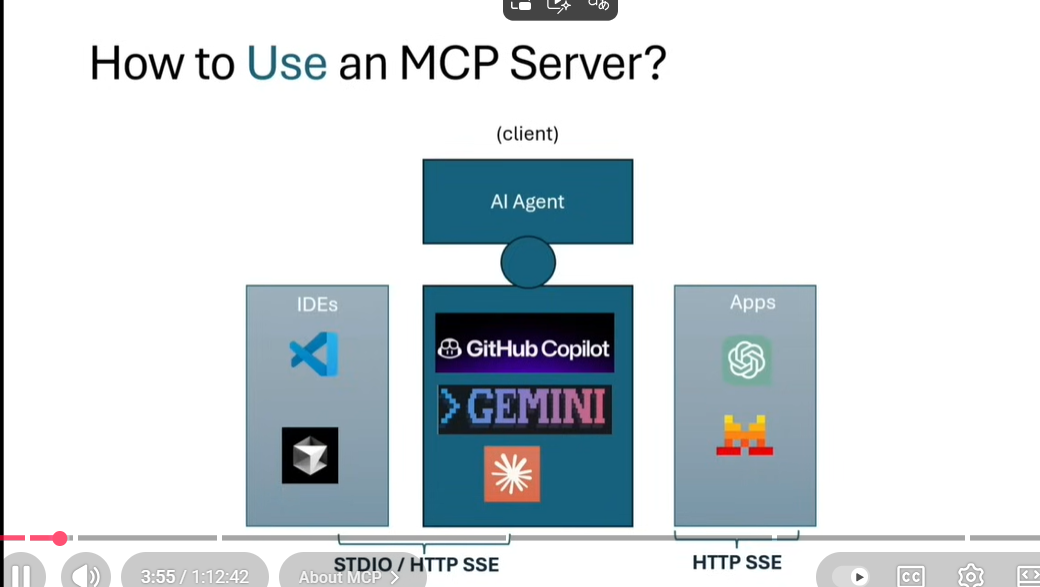 How to Use an MCP Server?
(client)
AI Agent
IDEs
Apps
GitHub Copilot
>GEMINI
STDIO / HTTP SSE
HTTP SSE
3:55 / 1:12:42
About MCP >
CC